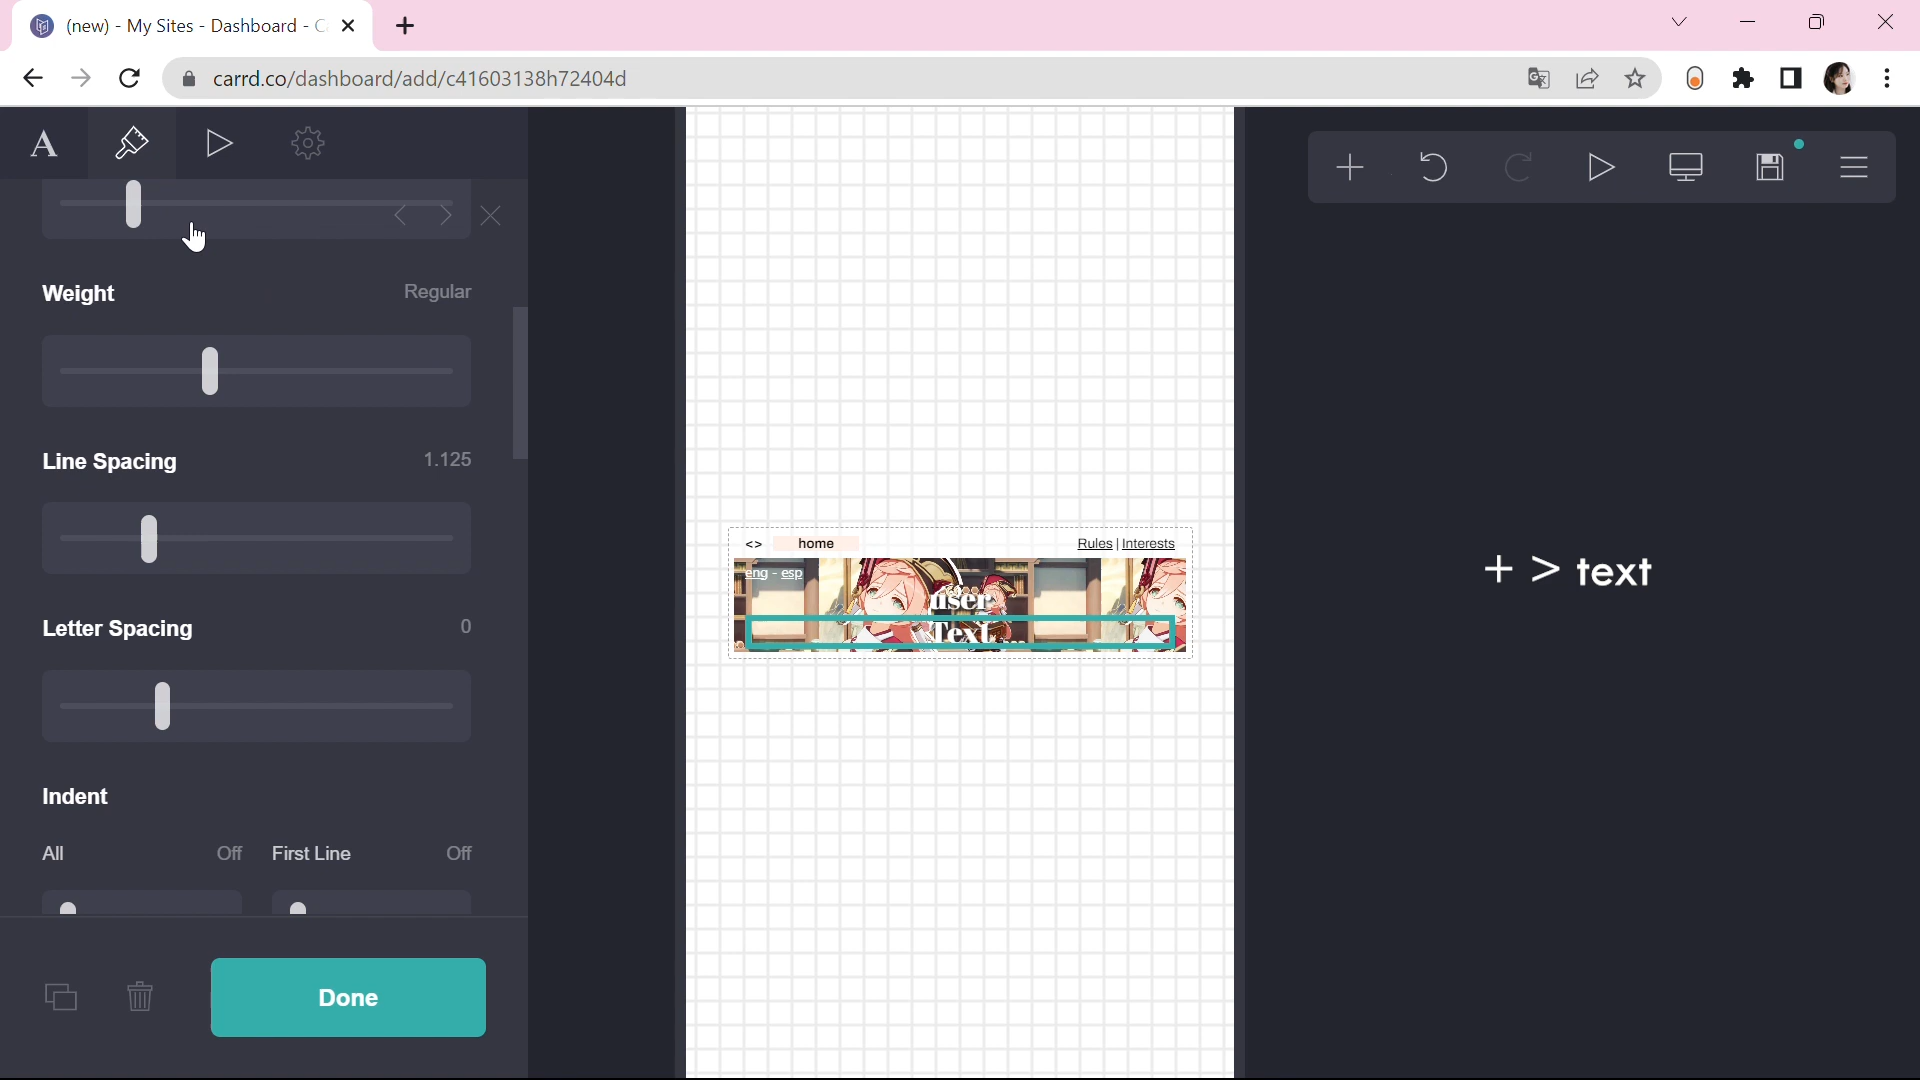 (new) - My Sites - Dashboard - C
carrd.co/dashboard/add/c41603138h72404d
A
Weight Regular
Line Spacing 1.125
Letter Spacing 0
Indent
All Off First Line Off
Done
<> home Rules | Interests
eng - esp
user
Text
+ > text